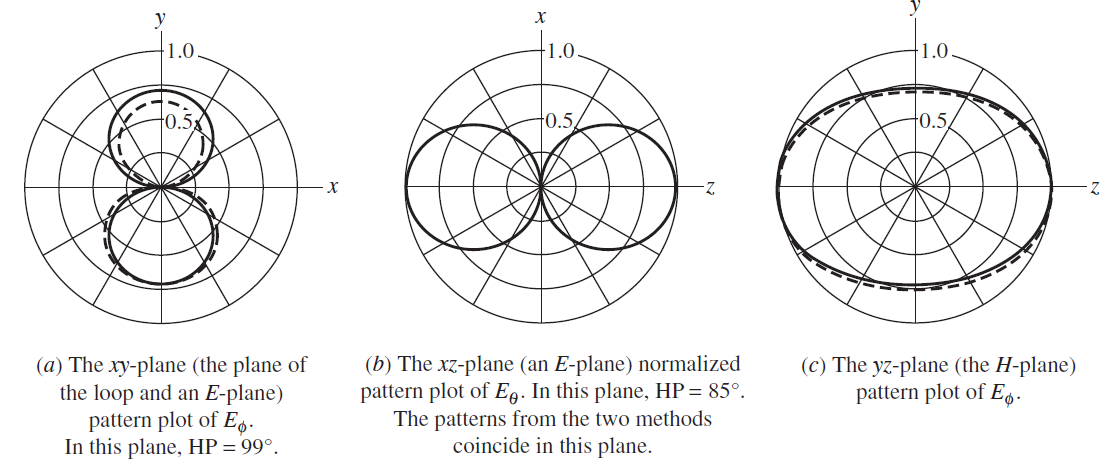 y
1.0
0.5
x
(a) The xy-plane (the plane of
the loop and an E-plane)
pattern plot of Eϕ.
In this plane, HP = 99°.
x
1.0
0.5
z
(b) The xz-plane (an E-plane) normalized
pattern plot of Eθ. In this plane, HP = 85°.
The patterns from the two methods
coincide in this plane.
y
1.0
0.5
z
(c) The yz-plane (the H-plane)
pattern plot of Eϕ.